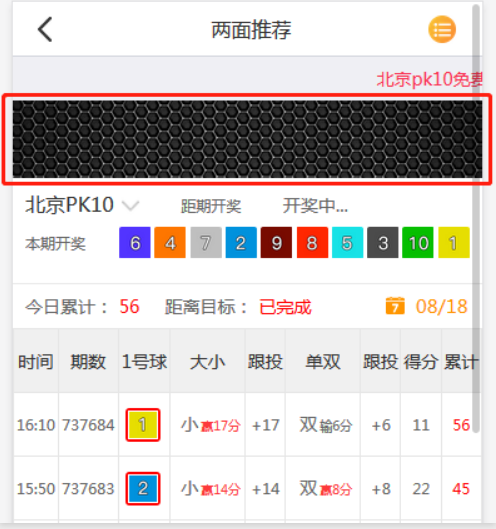 两面推荐
北京pk10免费
北京PK10 距期开奖 开奖中...
本期开奖 6 4 7 2 9 8 5 3 10 1
今日累计： 56 距离目标： 已完成 7 08/18
时间 期数 1号球 大小 跟投 单双 跟投 得分 累计
16:10 737684 1 小赢17分 +17 双输6分 +6 11 56
15:50 737683 2 小赢14分 +14 双赢8分 +8 22 45